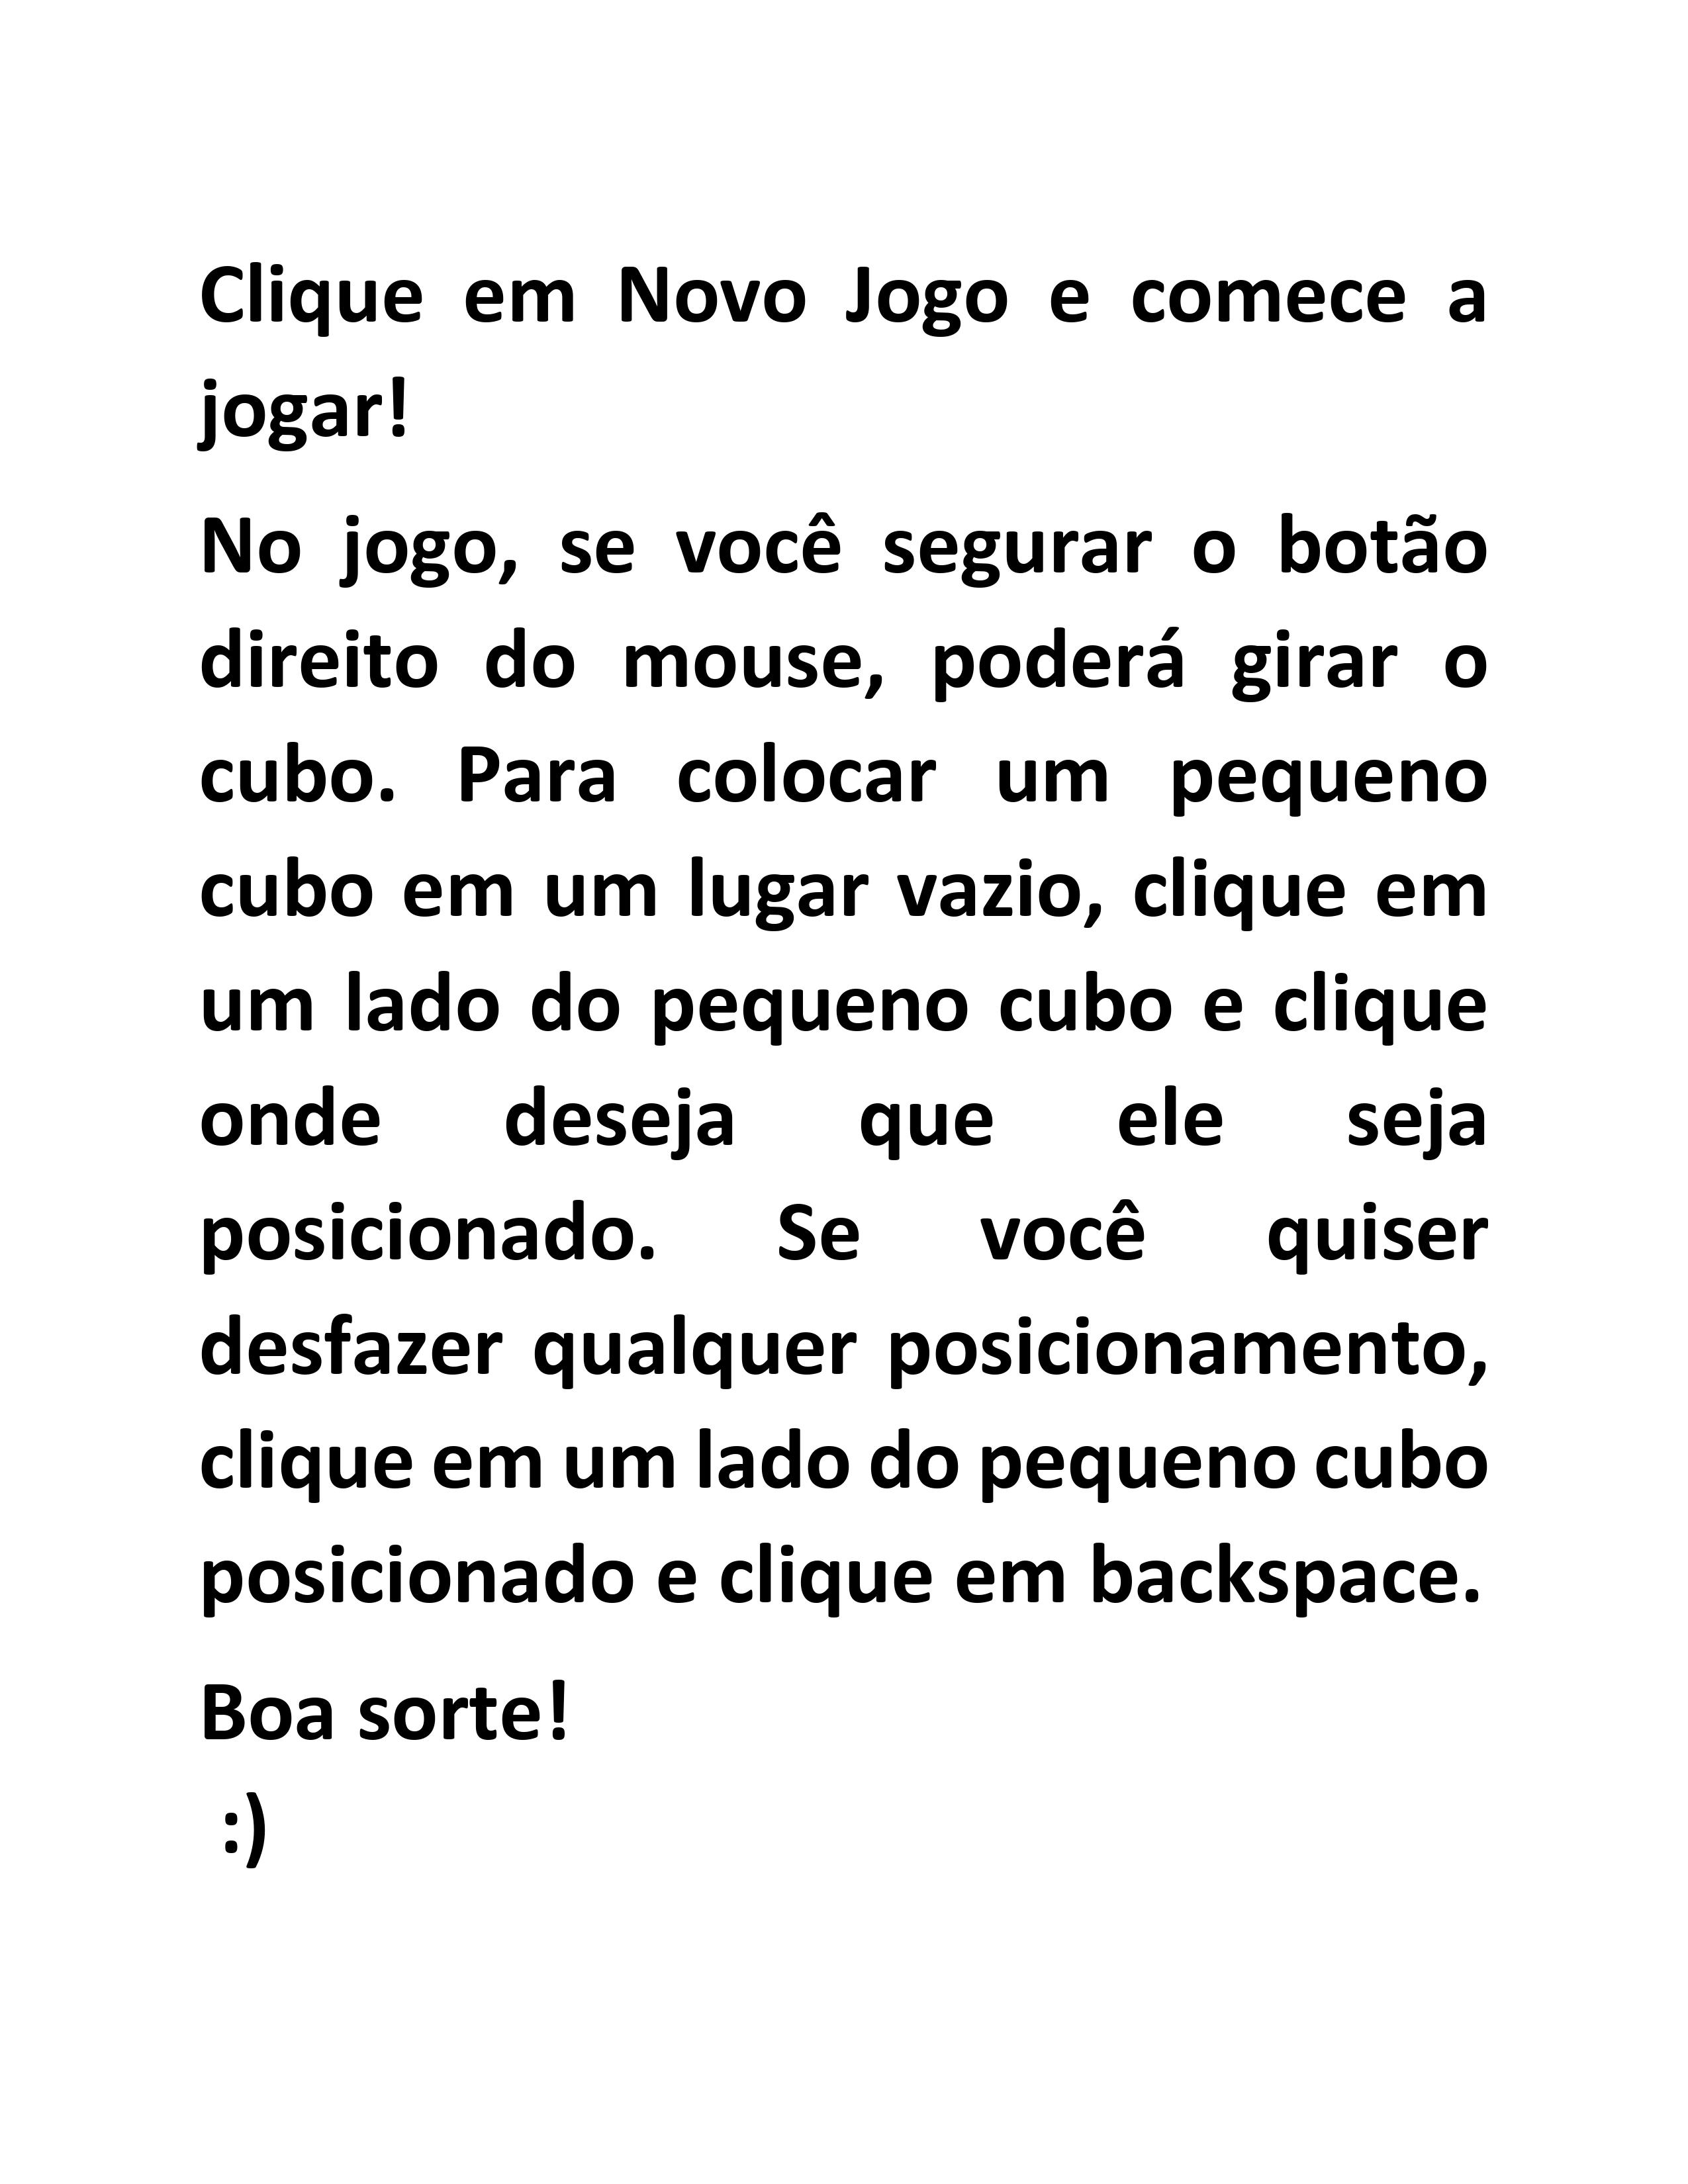 Clique em Novo Jogo e comece a
jogar!
No jogo, se você segurar o botão
direito do mouse, poderá girar o
cubo. Para colocar um pequeno
cubo em um lugar vazio, clique em
um lado do pequeno cubo e clique
onde deseja que ele seja
posicionado. Se você quiser
desfazer qualquer posicionamento,
clique em um lado do pequeno cubo
posicionado e clique em backspace.
Boa sorte!
:)